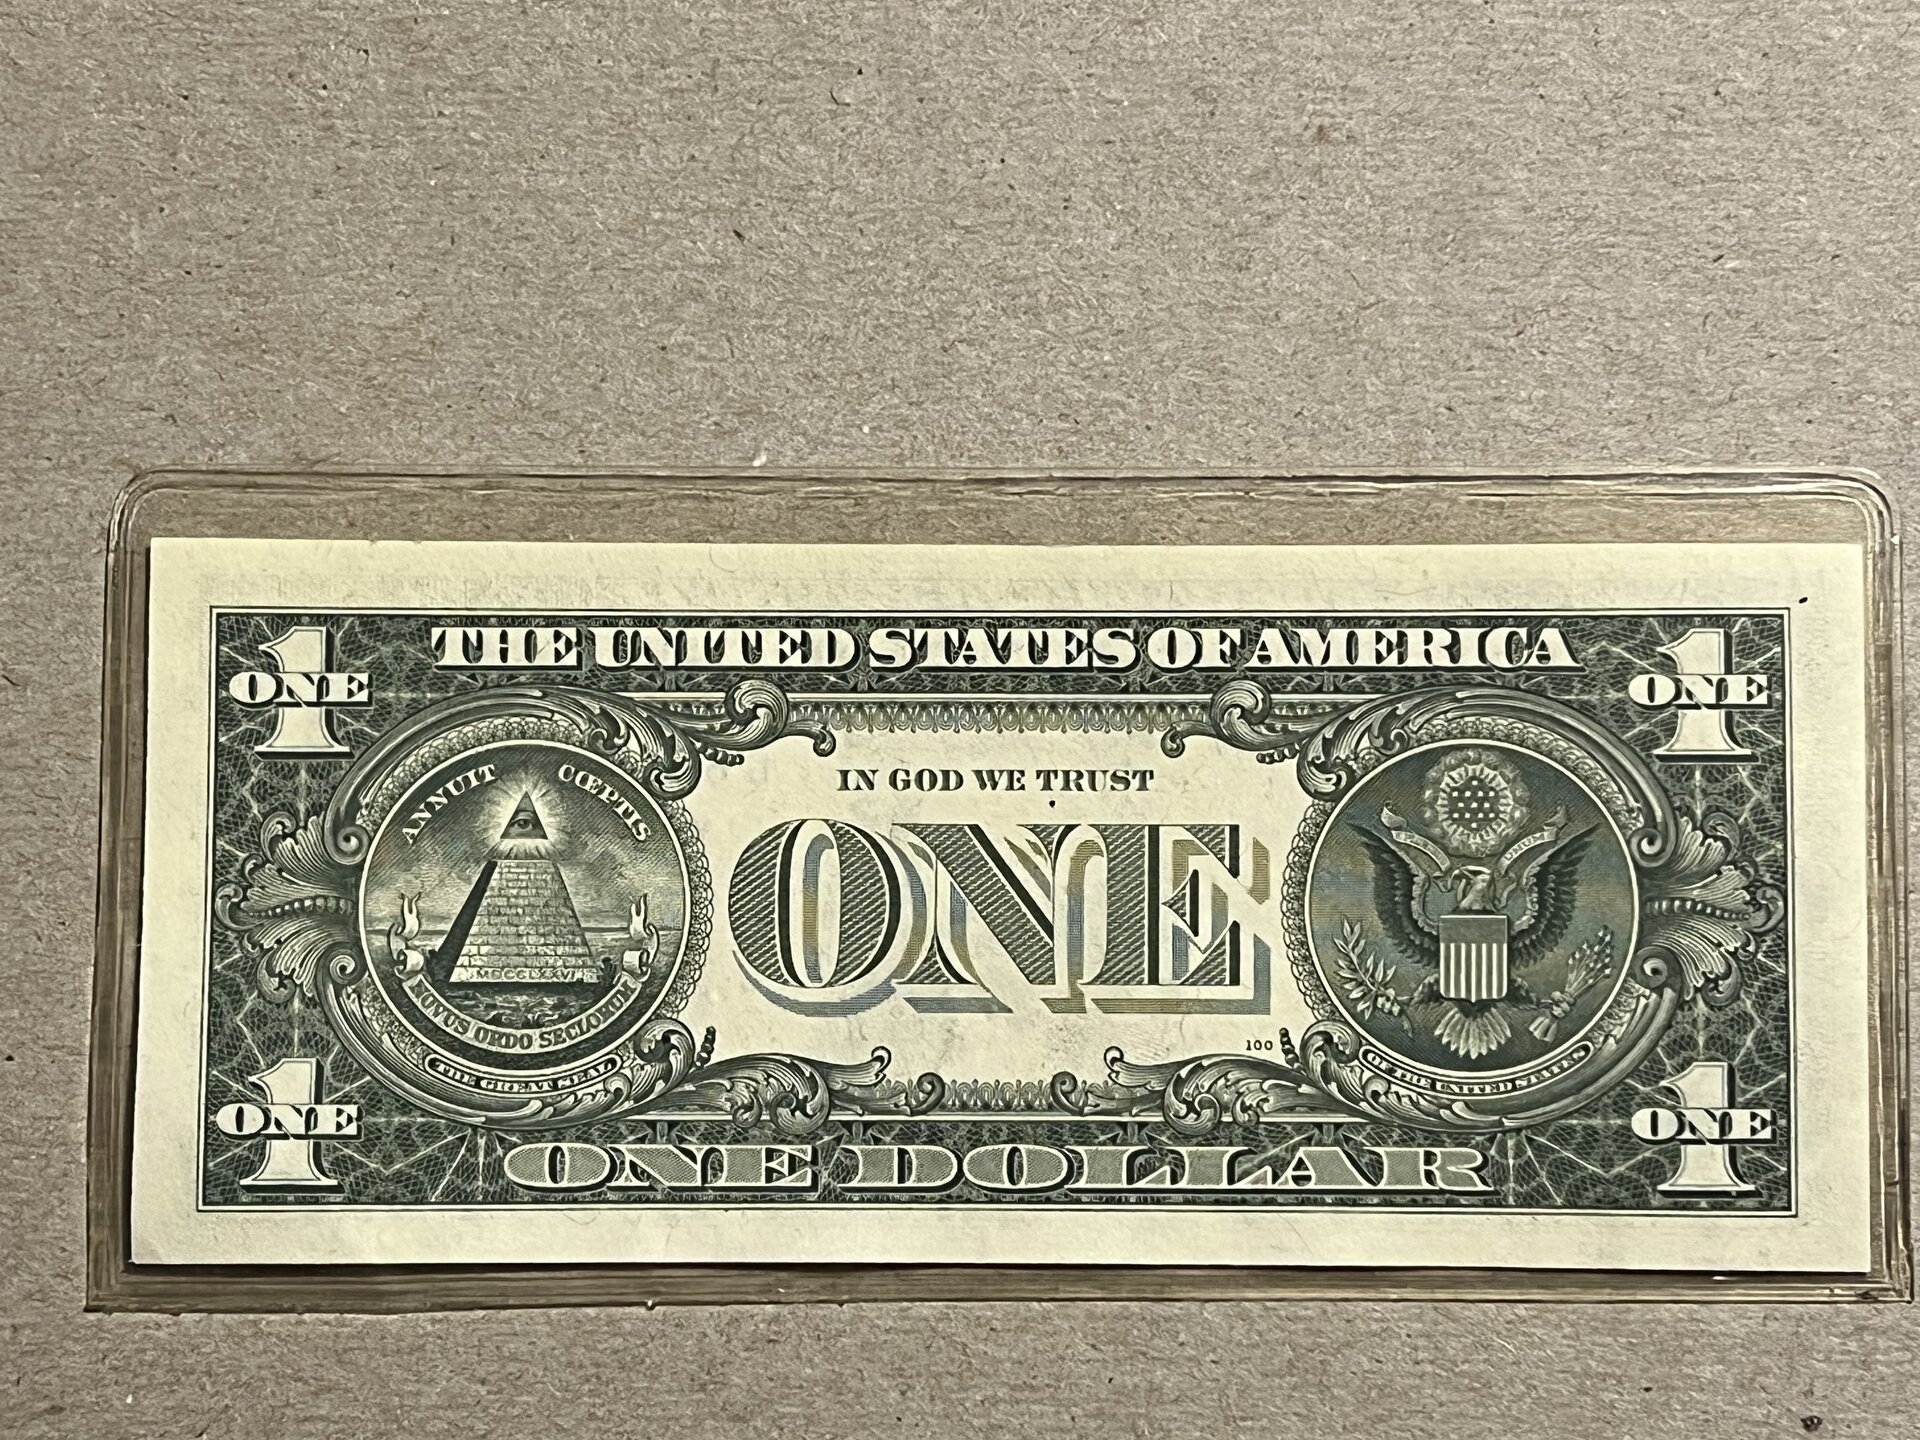 THE UNITED STATES OF AMERICA
1
ONE
1
ONE
ANNUIT CŒPTIS
IN GOD WE TRUST
ONE
MDCCLXXVI
NOVUS ORDO SECLORUM
THE GREAT SEAL
100
OF THE UNITED STATES
1
ONE
1
ONE
ONE DOLLAR